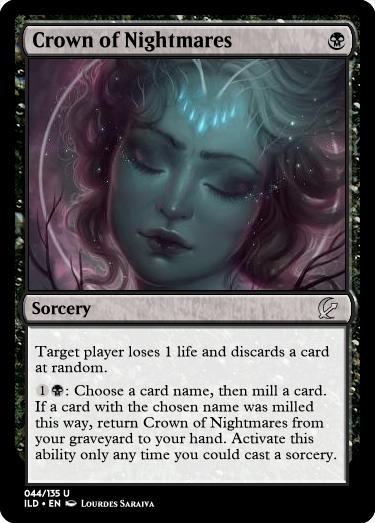 Crown of Nightmares
Sorcery
Target player loses 1 life and discards a card
at random.
1 : Choose a card name, then mill a card.
If a card with the chosen name was milled
this way, return Crown of Nightmares from
your graveyard to your hand. Activate this
ability only any time you could cast a sorcery.
044/135 U
ILD • EN Lourdes Saraiva